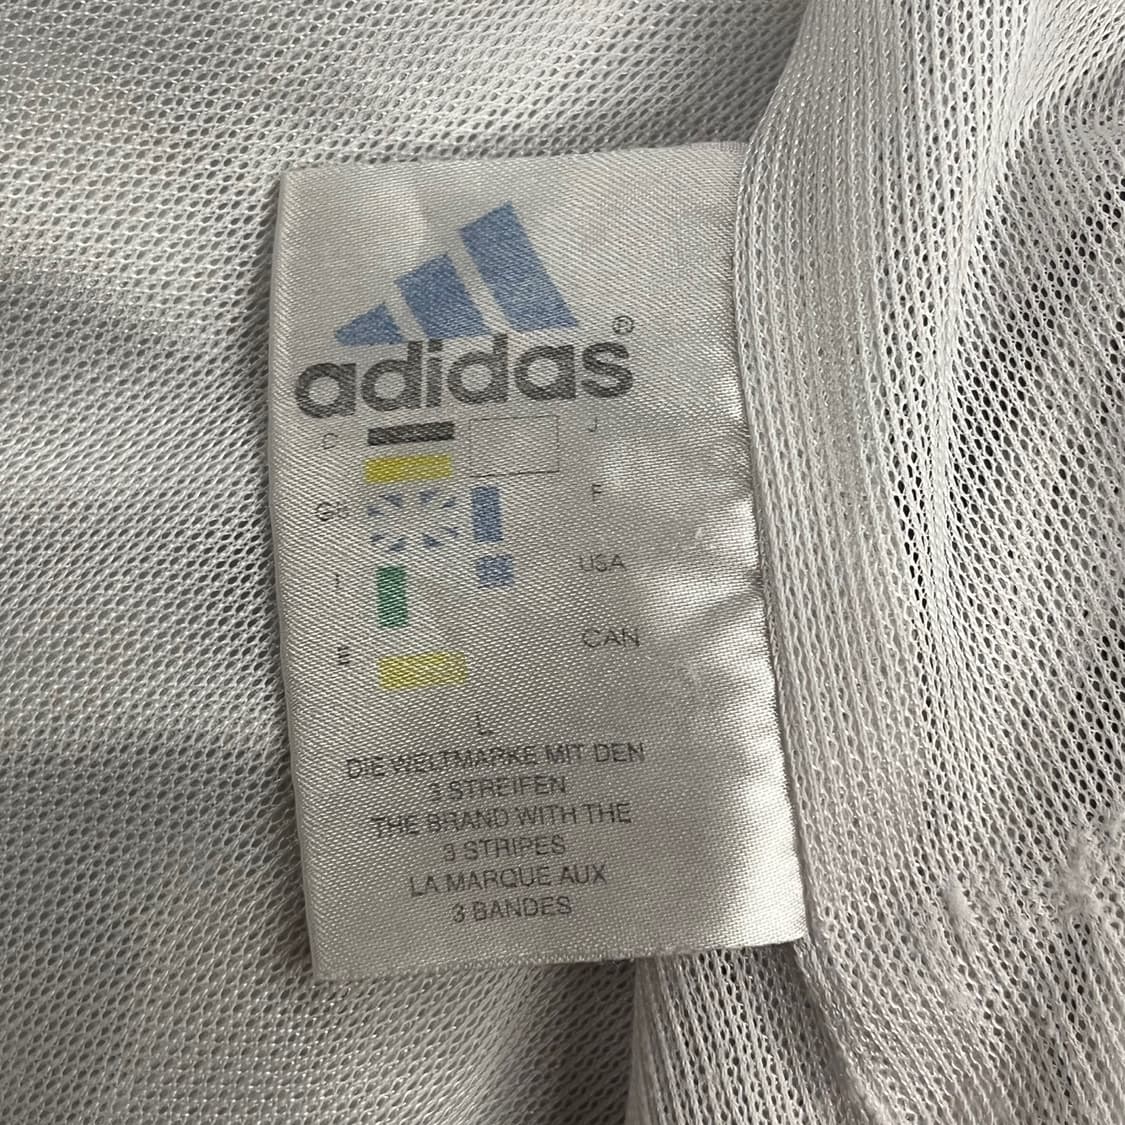 adidas®
D J
GB F
I USA
E CAN
L
DIE WELTMARKE MIT DEN
3 STREIFEN
THE BRAND WITH THE
3 STRIPES
LA MARQUE AUX
3 BANDES